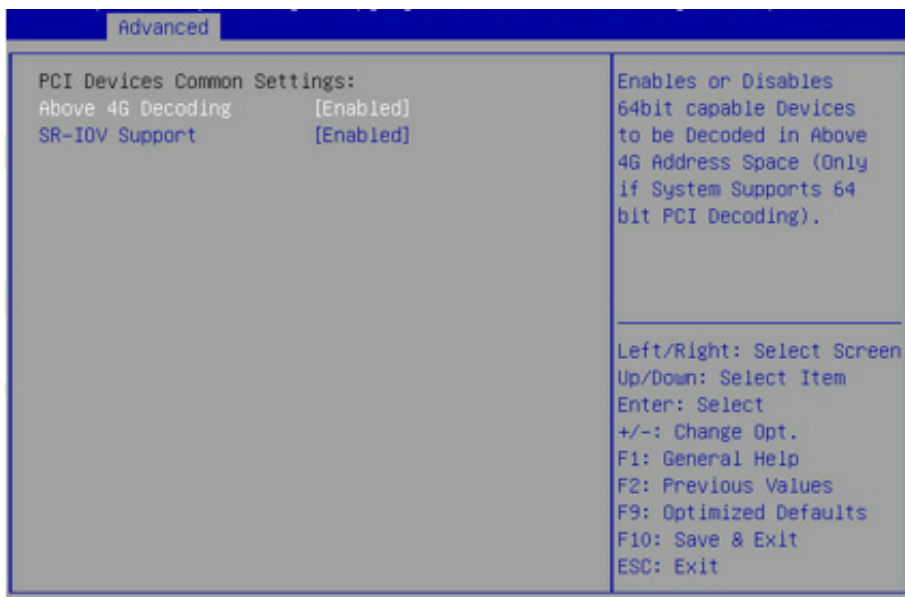 Advanced
PCI Devices Common Settings:
Above 4G Decoding [Enabled]
SR-IOV Support [Enabled]
Enables or Disables
64bit capable Devices
to be Decoded in Above
4G Address Space (Only
if System Supports 64
bit PCI Decoding).
Left/Right: Select Screen
Up/Down: Select Item
Enter: Select
+/-: Change Opt.
F1: General Help
F2: Previous Values
F9: Optimized Defaults
F10: Save & Exit
ESC: Exit